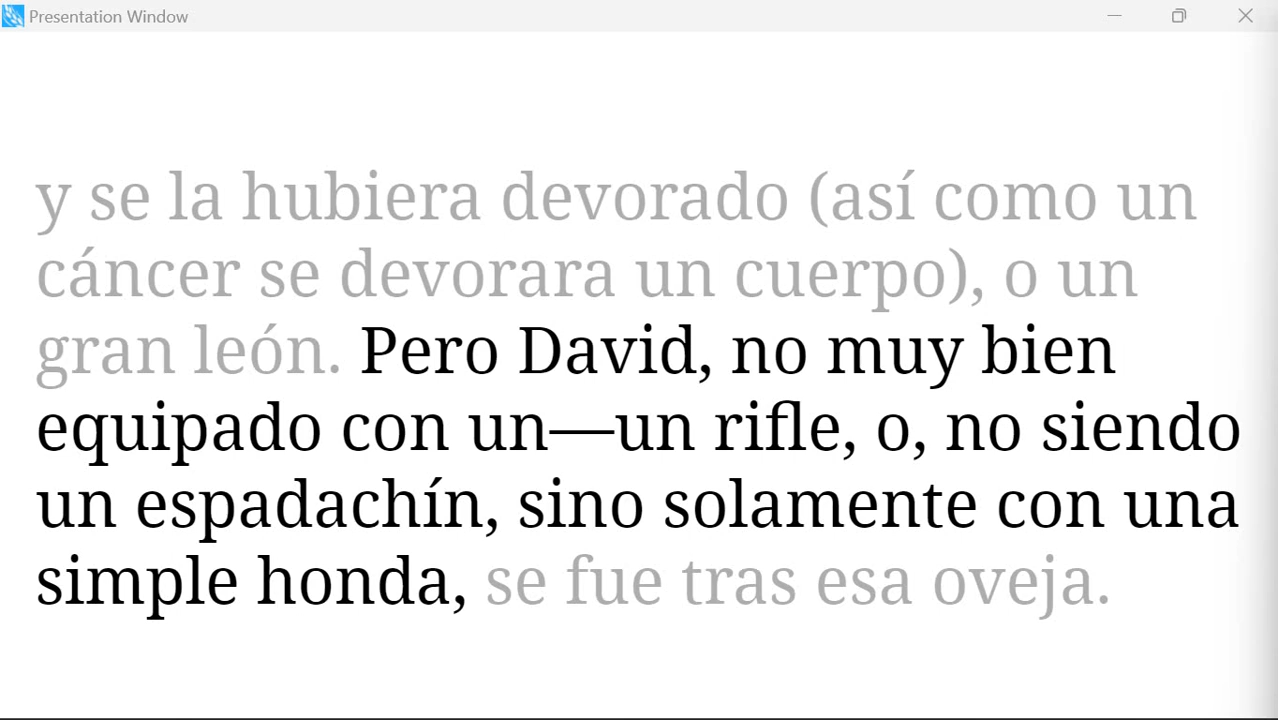 Presentation Window
y se la hubiera devorado (así como un
cáncer se devorara un cuerpo), o un
gran león. Pero David, no muy bien
equipado con un—un rifle, o, no siendo
un espadachín, sino solamente con una
simple honda, se fue tras esa oveja.